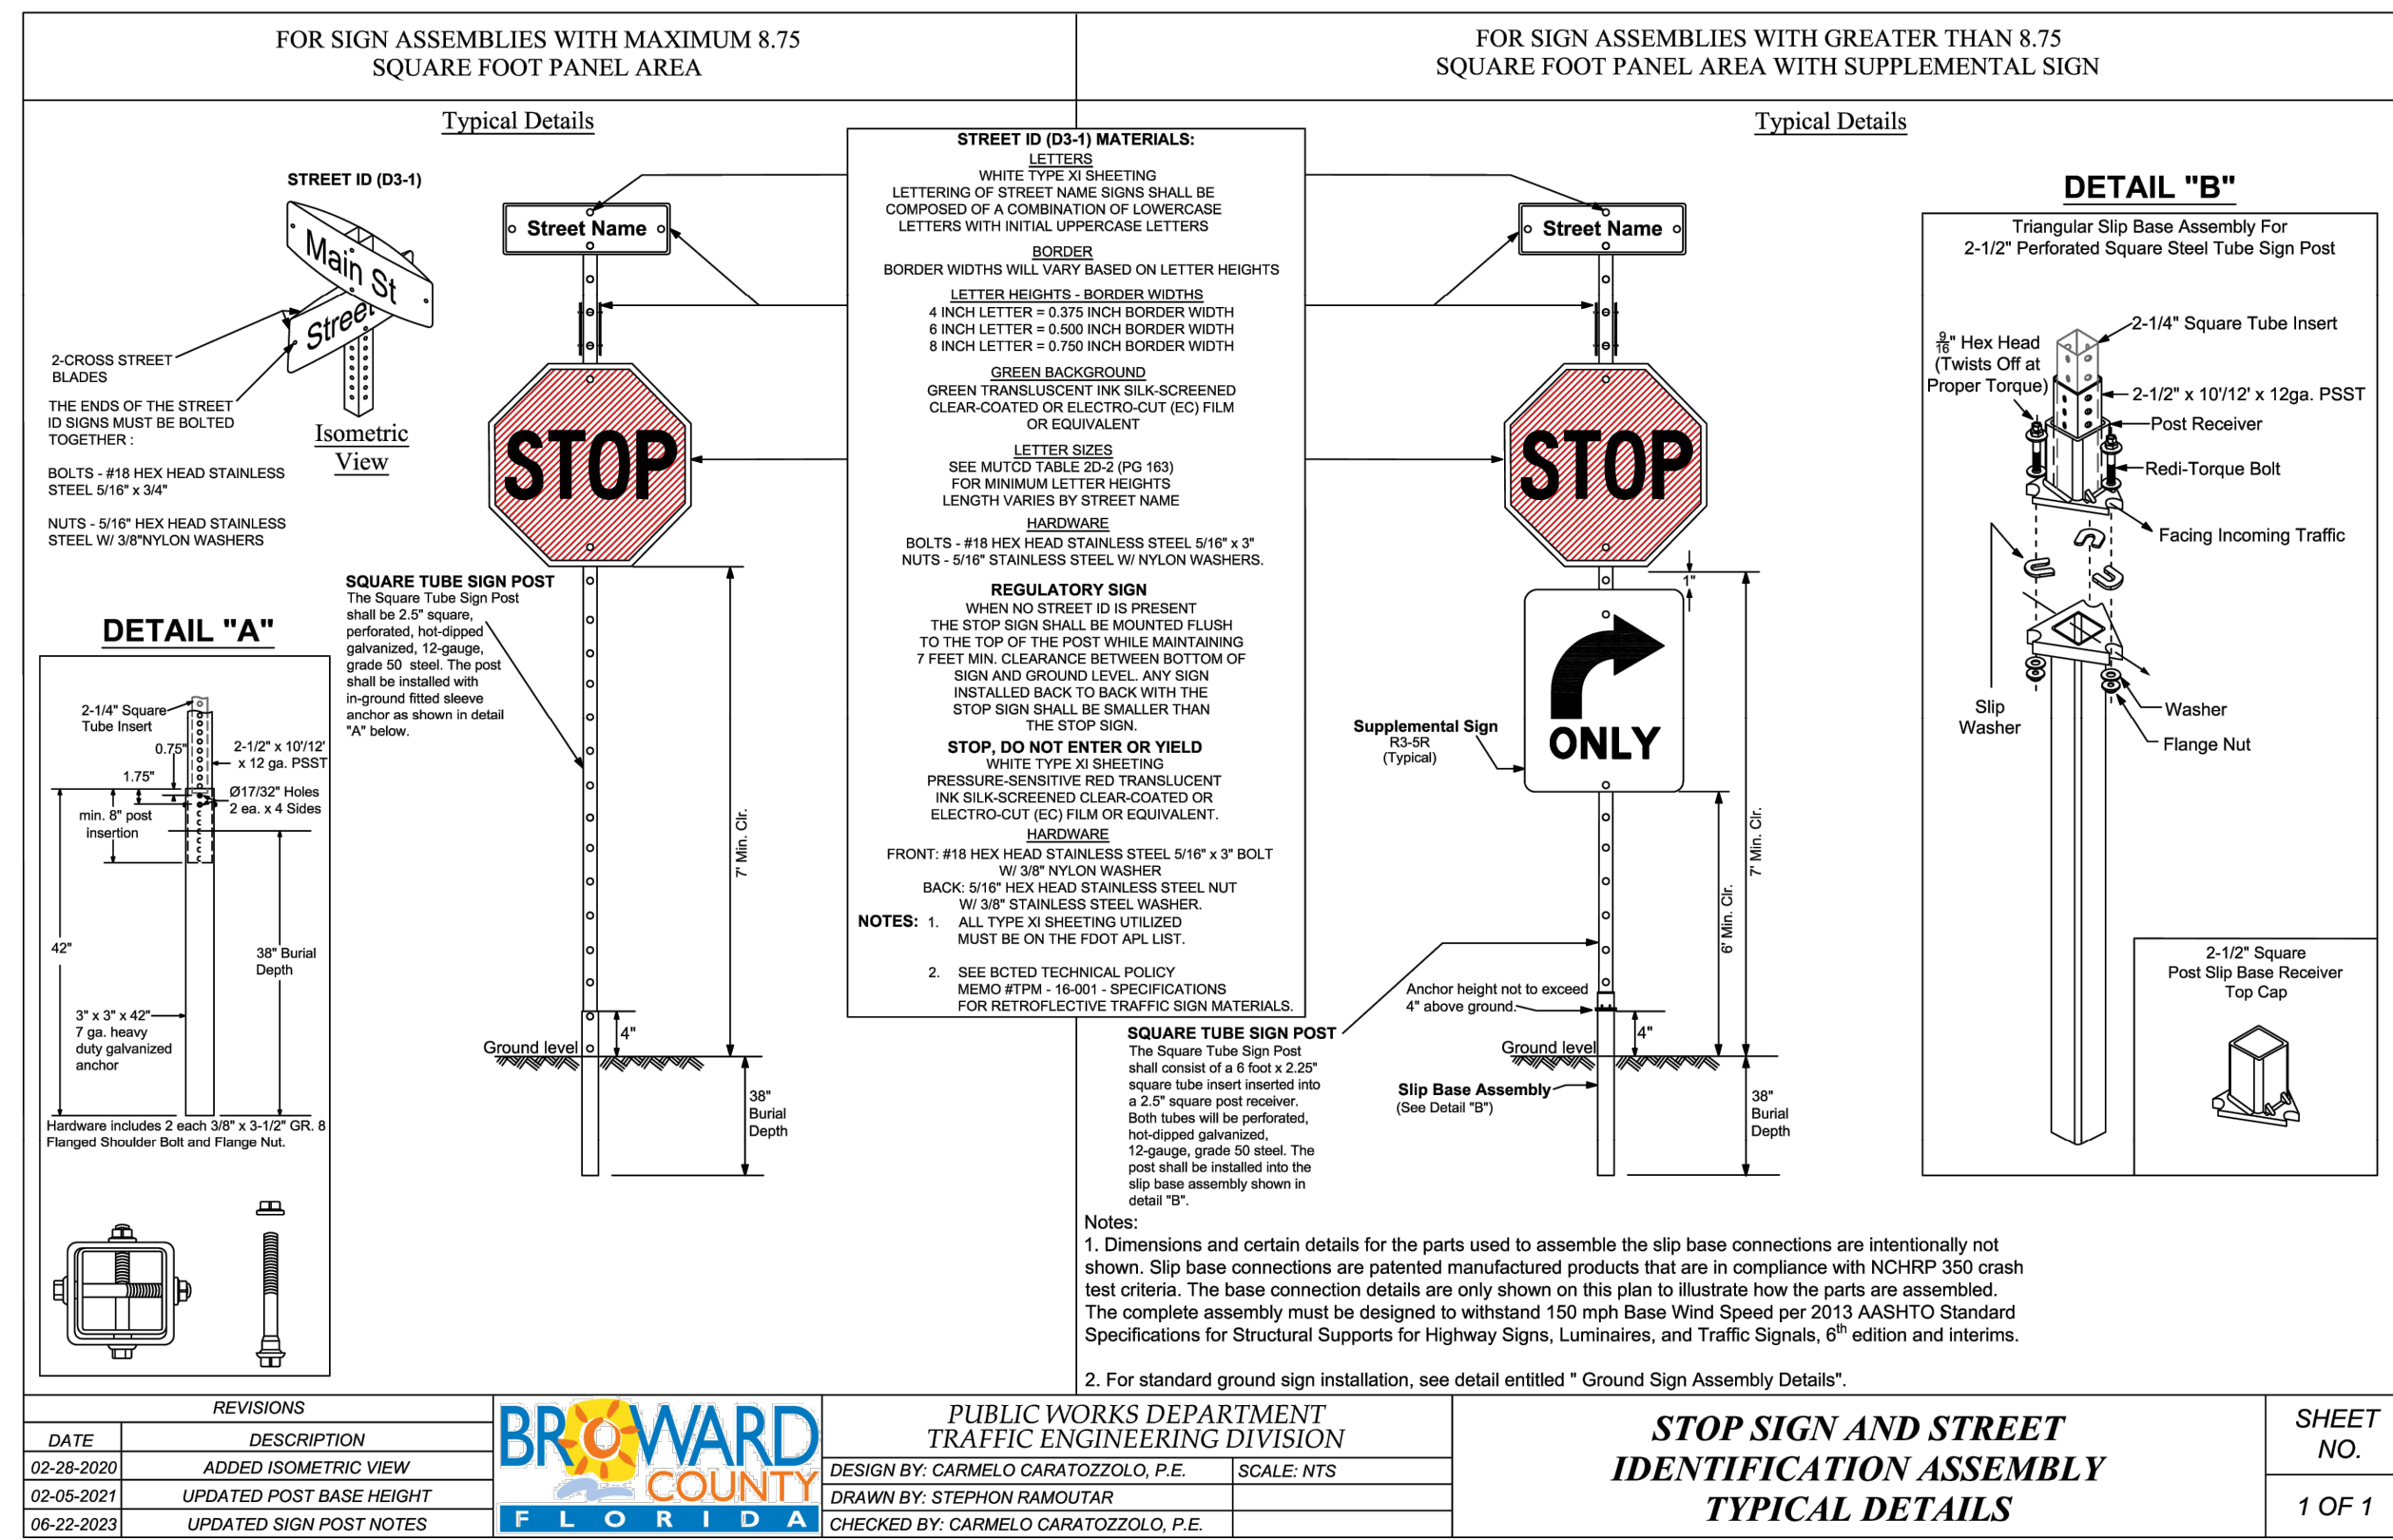 FOR SIGN ASSEMBLIES WITH MAXIMUM 8.75
SQUARE FOOT PANEL AREA
FOR SIGN ASSEMBLIES WITH GREATER THAN 8.75
SQUARE FOOT PANEL AREA WITH SUPPLEMENTAL SIGN
Typical Details
STREET ID (D3-1)
Main St
Street
2-CROSS STREET
BLADES
THE ENDS OF THE STREET
ID SIGNS MUST BE BOLTED
TOGETHER :
BOLTS - #18 HEX HEAD STAINLESS
STEEL 5/16" x 3/4"
NUTS - 5/16" HEX HEAD STAINLESS
STEEL W/ 3/8"NYLON WASHERS
Isometric
View
Street Name
STOP
SQUARE TUBE SIGN POST
The Square Tube Sign Post
shall be 2.5" square,
perforated, hot-dipped
galvanized, 12-gauge,
grade 50 steel. The post
shall be installed with
in-ground fitted sleeve
anchor as shown in detail
"A" below.
7' Min. Clr.
4"
Ground level
38"
Burial
Depth
DETAIL "A"
2-1/4" Square
Tube Insert
0.75"
2-1/2" x 10'/12'
x 12 ga. PSST
1.75"
Ø17/32" Holes
2 ea. x 4 Sides
min. 8" post
insertion
42"
38" Burial
Depth
3" x 3" x 42"
7 ga. heavy
duty galvanized
anchor
Hardware includes 2 each 3/8" x 3-1/2" GR. 8
Flanged Shoulder Bolt and Flange Nut.
STREET ID (D3-1) MATERIALS:
LETTERS
WHITE TYPE XI SHEETING
LETTERING OF STREET NAME SIGNS SHALL BE
COMPOSED OF A COMBINATION OF LOWERCASE
LETTERS WITH INITIAL UPPERCASE LETTERS
BORDER
BORDER WIDTHS WILL VARY BASED ON LETTER HEIGHTS
LETTER HEIGHTS - BORDER WIDTHS
4 INCH LETTER = 0.375 INCH BORDER WIDTH
6 INCH LETTER = 0.500 INCH BORDER WIDTH
8 INCH LETTER = 0.750 INCH BORDER WIDTH
GREEN BACKGROUND
GREEN TRANSLUSCENT INK SILK-SCREENED
CLEAR-COATED OR ELECTRO-CUT (EC) FILM
OR EQUIVALENT
LETTER SIZES
SEE MUTCD TABLE 2D-2 (PG 163)
FOR MINIMUM LETTER HEIGHTS
LENGTH VARIES BY STREET NAME
HARDWARE
BOLTS - #18 HEX HEAD STAINLESS STEEL 5/16" x 3"
NUTS - 5/16" STAINLESS STEEL W/ NYLON WASHERS.
REGULATORY SIGN
WHEN NO STREET ID IS PRESENT
THE STOP SIGN SHALL BE MOUNTED FLUSH
TO THE TOP OF THE POST WHILE MAINTAINING
7 FEET MIN. CLEARANCE BETWEEN BOTTOM OF
SIGN AND GROUND LEVEL. ANY SIGN
INSTALLED BACK TO BACK WITH THE
STOP SIGN SHALL BE SMALLER THAN
THE STOP SIGN.
STOP, DO NOT ENTER OR YIELD
WHITE TYPE XI SHEETING
PRESSURE-SENSITIVE RED TRANSLUCENT
INK SILK-SCREENED CLEAR-COATED OR
ELECTRO-CUT (EC) FILM OR EQUIVALENT.
HARDWARE
FRONT: #18 HEX HEAD STAINLESS STEEL 5/16" x 3" BOLT
W/ 3/8" NYLON WASHER
BACK: 5/16" HEX HEAD STAINLESS STEEL NUT
W/ 3/8" STAINLESS STEEL WASHER.
NOTES: 1. ALL TYPE XI SHEETING UTILIZED
MUST BE ON THE FDOT APL LIST.
2. SEE BCTED TECHNICAL POLICY
MEMO #TPM - 16-001 - SPECIFICATIONS
FOR RETROFLECTIVE TRAFFIC SIGN MATERIALS.
Typical Details
Street Name
STOP
1"
ONLY
Supplemental Sign
R3-5R
(Typical)
7' Min. Clr.
6' Min. Clr.
Anchor height not to exceed
4" above ground.
4"
Ground level
SQUARE TUBE SIGN POST
The Square Tube Sign Post
shall consist of a 6 foot x 2.25"
square tube insert inserted into
a 2.5" square post receiver.
Both tubes will be perforated,
hot-dipped galvanized,
12-gauge, grade 50 steel. The
post shall be installed into the
slip base assembly shown in
detail "B".
Slip Base Assembly
(See Detail "B")
38"
Burial
Depth
DETAIL "B"
Triangular Slip Base Assembly For
2-1/2" Perforated Square Steel Tube Sign Post
2-1/4" Square Tube Insert
9/16" Hex Head
(Twists Off at
Proper Torque)
2-1/2" x 10'/12' x 12ga. PSST
Post Receiver
Redi-Torque Bolt
Facing Incoming Traffic
Slip
Washer
Washer
Flange Nut
2-1/2" Square
Post Slip Base Receiver
Top Cap
Notes:
1. Dimensions and certain details for the parts used to assemble the slip base connections are intentionally not
shown. Slip base connections are patented manufactured products that are in compliance with NCHRP 350 crash
test criteria. The base connection details are only shown on this plan to illustrate how the parts are assembled.
The complete assembly must be designed to withstand 150 mph Base Wind Speed per 2013 AASHTO Standard
Specifications for Structural Supports for Highway Signs, Luminaires, and Traffic Signals, 6th edition and interims.
2. For standard ground sign installation, see detail entitled " Ground Sign Assembly Details".
REVISIONS
DATE DESCRIPTION
02-28-2020 ADDED ISOMETRIC VIEW
02-05-2021 UPDATED POST BASE HEIGHT
06-22-2023 UPDATED SIGN POST NOTES
BROWARD
COUNTY
FLORIDA
PUBLIC WORKS DEPARTMENT
TRAFFIC ENGINEERING DIVISION
DESIGN BY: CARMELO CARATOZZOLO, P.E. SCALE: NTS
DRAWN BY: STEPHON RAMOUTAR
CHECKED BY: CARMELO CARATOZZOLO, P.E.
STOP SIGN AND STREET
IDENTIFICATION ASSEMBLY
TYPICAL DETAILS
SHEET
NO.
1 OF 1